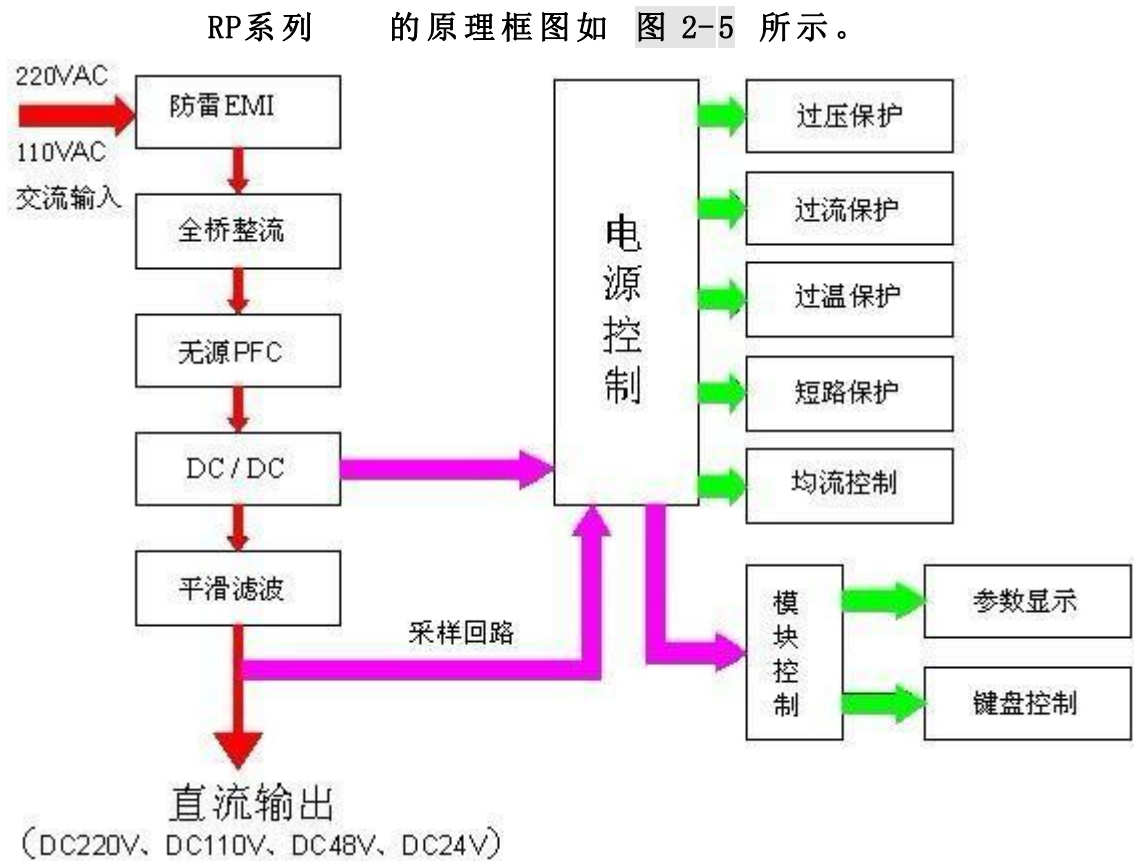 RP系列 的原理框图如 图 2-5 所示。
220VAC
110VAC
交流输入
防雷EMI
全桥整流
无源PFC
DC/DC
平滑滤波
采样回路
直流输出
（DC220V、DC110V、DC48V、DC24V）
电源控制
过压保护
过流保护
过温保护
短路保护
均流控制
模块控制
参数显示
键盘控制